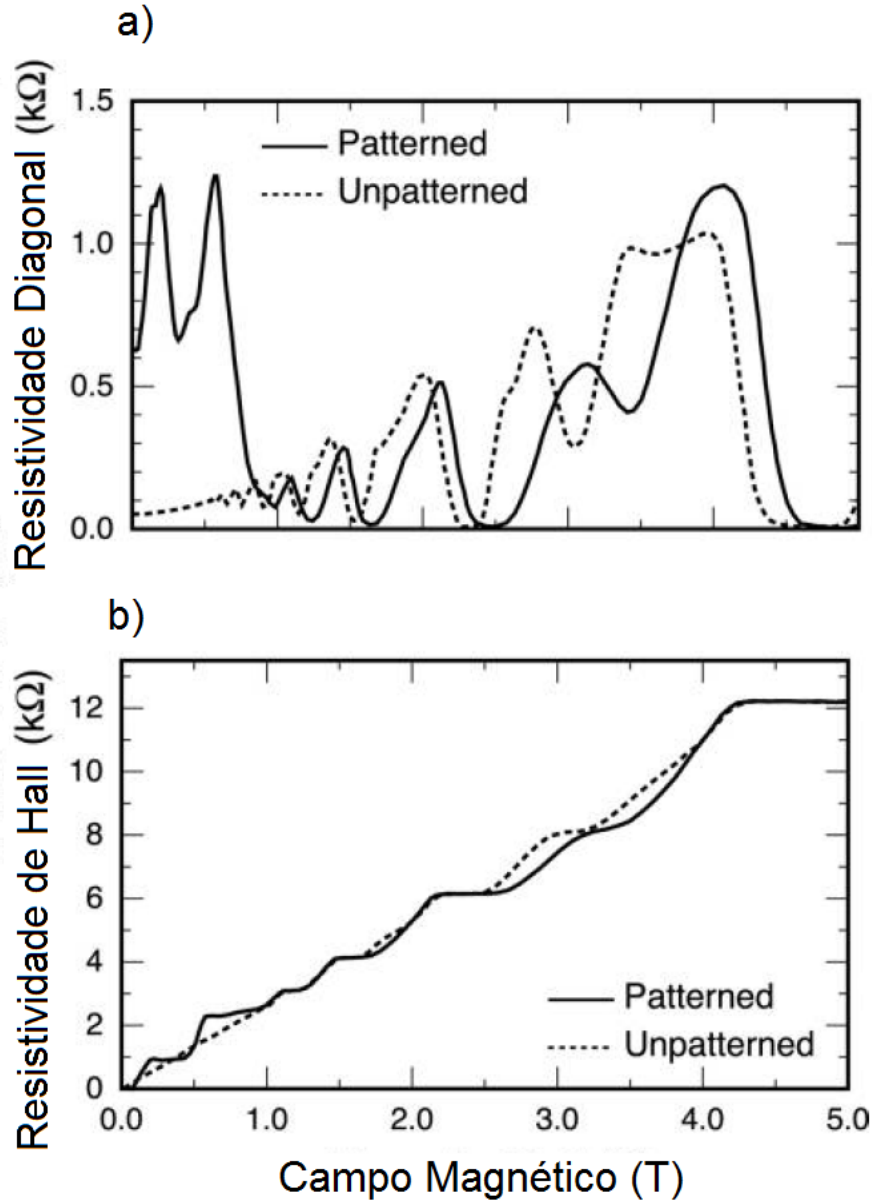 a)
Resistividade Diagonal (kΩ)
1.5
1.0
0.5
0.0
Patterned
Unpatterned
b)
Resistividade de Hall (kΩ)
12
10
8
6
4
2
0
Patterned
Unpatterned
0.0 1.0 2.0 3.0 4.0 5.0
Campo Magnético (T)